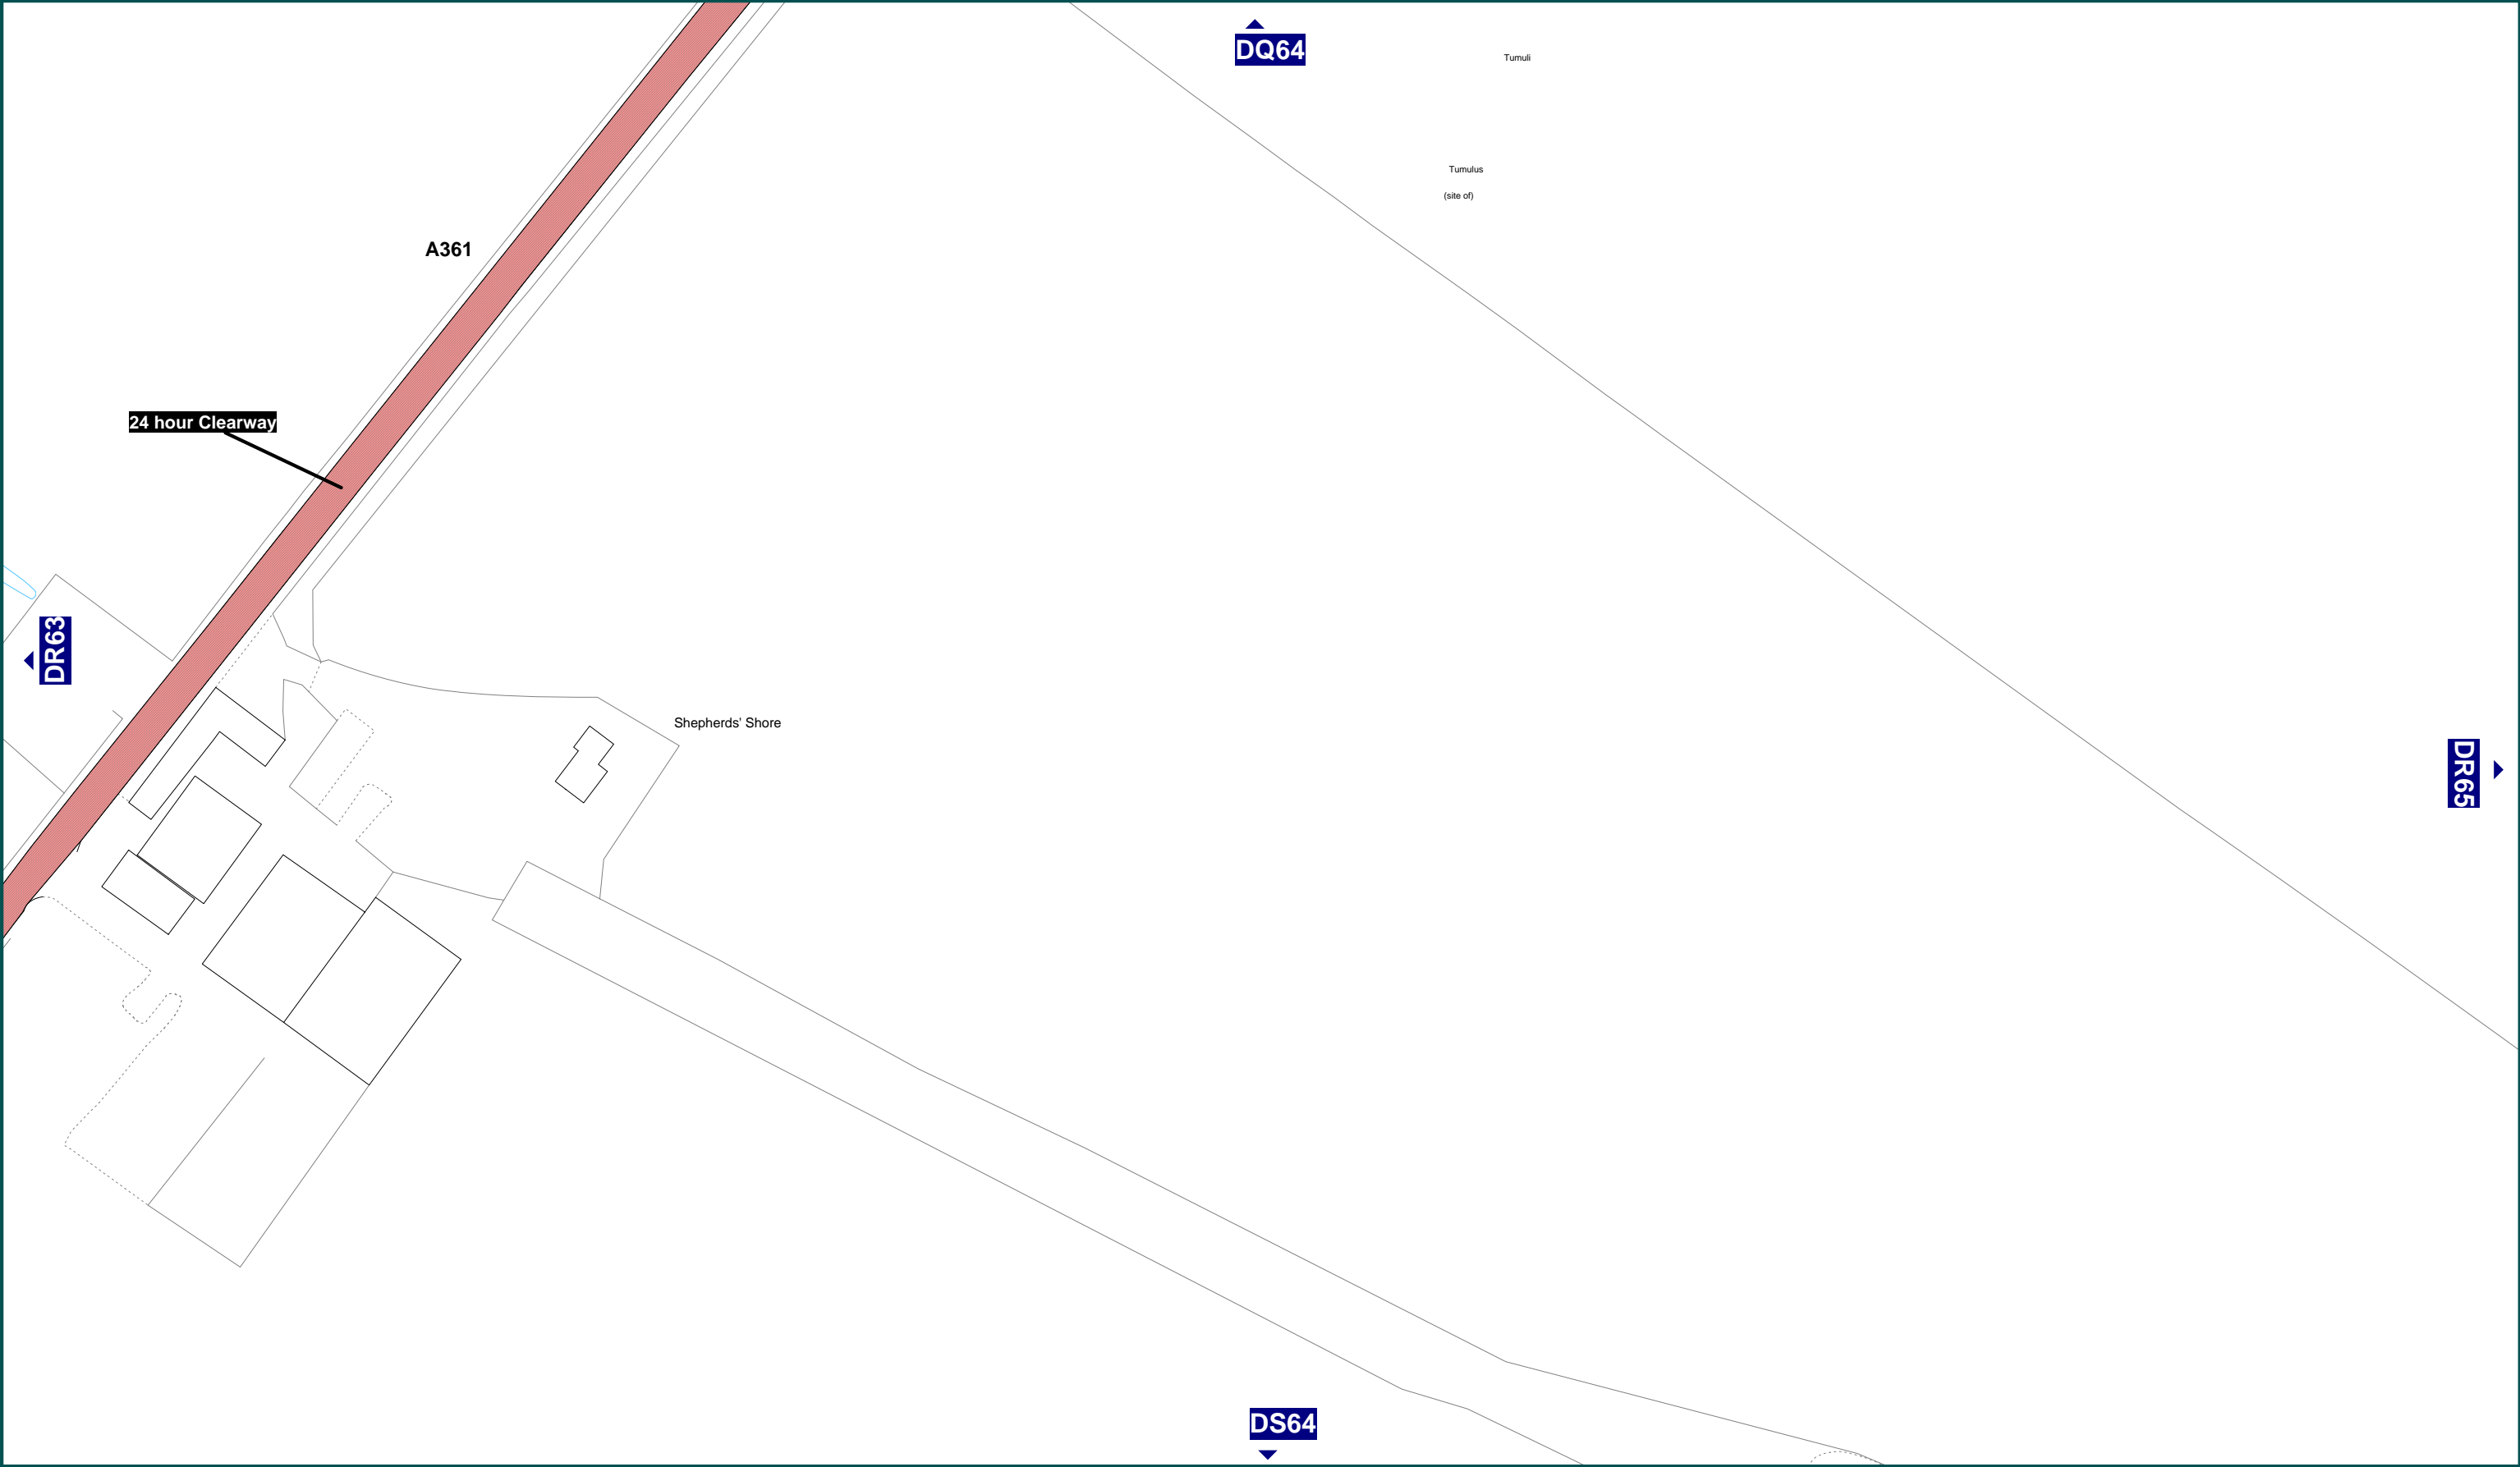 DQ64
Tumuli
Tumulus
(site of)
A361
24 hour Clearway
DR63
Shepherds' Shore
DR65
DS64